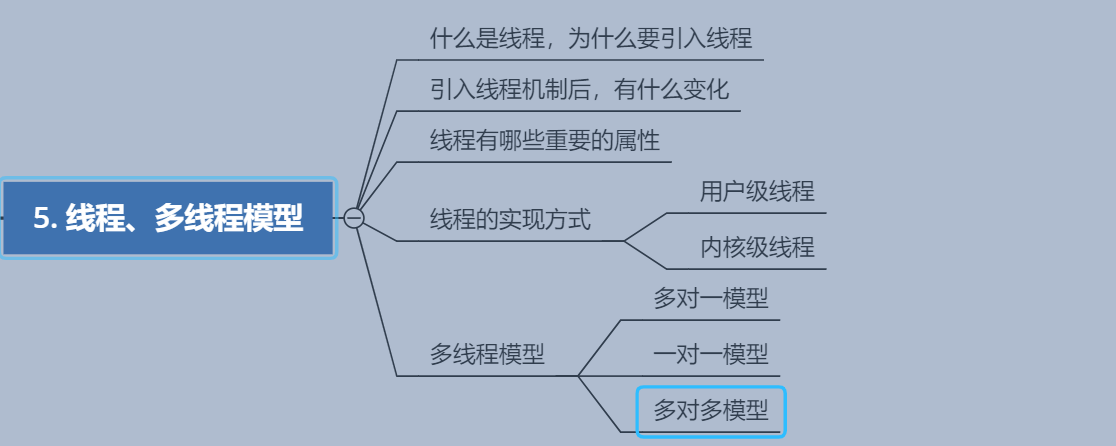 5. 线程、多线程模型
什么是线程，为什么要引入线程
引入线程机制后，有什么变化
线程有哪些重要的属性
线程的实现方式
用户级线程
内核级线程
多线程模型
多对一模型
一对一模型
多对多模型